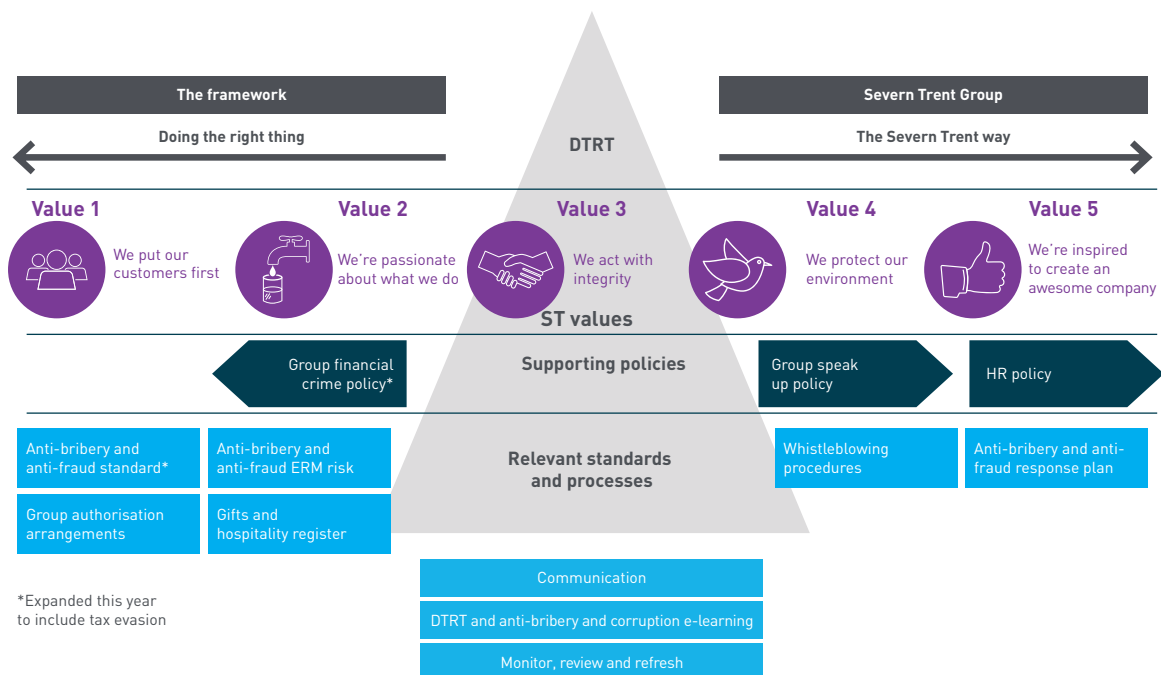 The framework
Severn Trent Group
Doing the right thing
DTRT
The Severn Trent way
Value 1
We put our
customers first
Value 2
We’re passionate
about what we do
Value 3
We act with
integrity
Value 4
We protect our
environment
Value 5
We’re inspired
to create an
awesome company
ST values
Group financial
crime policy*
Supporting policies
Group speak
up policy
HR policy
Anti-bribery and
anti-fraud standard*
Anti-bribery and
anti-fraud ERM risk
Relevant standards
and processes
Whistleblowing
procedures
Anti-bribery and anti-
fraud response plan
Group authorisation
arrangements
Gifts and
hospitality register
Communication
DTRT and anti-bribery and corruption e-learning
Monitor, review and refresh
*Expanded this year
to include tax evasion